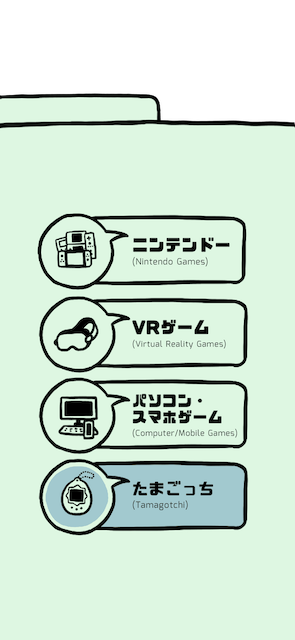 ニンテンドー
(Nintendo Games)
VRゲーム
(Virtual Reality Games)
パソコン・
スマホゲーム
(Computer/Mobile Games)
たまごっち
(Tamagotchi)